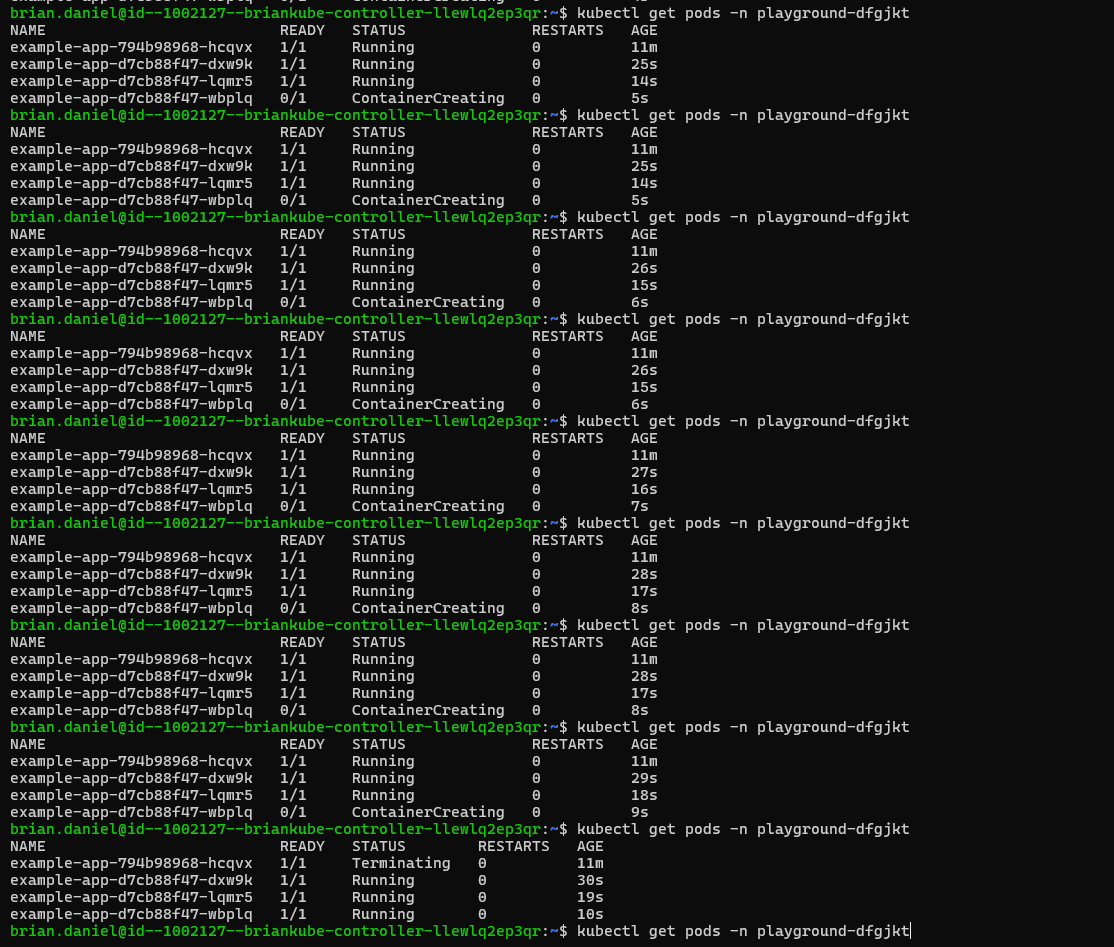 brian.daniel@id--1002127--briankube-controller-llewlq2ep3qr:~$ kubectl get pods -n playground-dfgjkt
NAME READY STATUS RESTARTS AGE
example-app-794b98968-hcqvx 1/1 Running 0 11m
example-app-d7cb88f47-dxw9k 1/1 Running 0 25s
example-app-d7cb88f47-lqmr5 1/1 Running 0 14s
example-app-d7cb88f47-wbplq 0/1 ContainerCreating 0 5s
brian.daniel@id--1002127--briankube-controller-llewlq2ep3qr:~$ kubectl get pods -n playground-dfgjkt
NAME READY STATUS RESTARTS AGE
example-app-794b98968-hcqvx 1/1 Running 0 11m
example-app-d7cb88f47-dxw9k 1/1 Running 0 25s
example-app-d7cb88f47-lqmr5 1/1 Running 0 14s
example-app-d7cb88f47-wbplq 0/1 ContainerCreating 0 5s
brian.daniel@id--1002127--briankube-controller-llewlq2ep3qr:~$ kubectl get pods -n playground-dfgjkt
NAME READY STATUS RESTARTS AGE
example-app-794b98968-hcqvx 1/1 Running 0 11m
example-app-d7cb88f47-dxw9k 1/1 Running 0 26s
example-app-d7cb88f47-lqmr5 1/1 Running 0 15s
example-app-d7cb88f47-wbplq 0/1 ContainerCreating 0 6s
brian.daniel@id--1002127--briankube-controller-llewlq2ep3qr:~$ kubectl get pods -n playground-dfgjkt
NAME READY STATUS RESTARTS AGE
example-app-794b98968-hcqvx 1/1 Running 0 11m
example-app-d7cb88f47-dxw9k 1/1 Running 0 26s
example-app-d7cb88f47-lqmr5 1/1 Running 0 15s
example-app-d7cb88f47-wbplq 0/1 ContainerCreating 0 6s
brian.daniel@id--1002127--briankube-controller-llewlq2ep3qr:~$ kubectl get pods -n playground-dfgjkt
NAME READY STATUS RESTARTS AGE
example-app-794b98968-hcqvx 1/1 Running 0 11m
example-app-d7cb88f47-dxw9k 1/1 Running 0 27s
example-app-d7cb88f47-lqmr5 1/1 Running 0 16s
example-app-d7cb88f47-wbplq 0/1 ContainerCreating 0 7s
brian.daniel@id--1002127--briankube-controller-llewlq2ep3qr:~$ kubectl get pods -n playground-dfgjkt
NAME READY STATUS RESTARTS AGE
example-app-794b98968-hcqvx 1/1 Running 0 11m
example-app-d7cb88f47-dxw9k 1/1 Running 0 28s
example-app-d7cb88f47-lqmr5 1/1 Running 0 17s
example-app-d7cb88f47-wbplq 0/1 ContainerCreating 0 8s
brian.daniel@id--1002127--briankube-controller-llewlq2ep3qr:~$ kubectl get pods -n playground-dfgjkt
NAME READY STATUS RESTARTS AGE
example-app-794b98968-hcqvx 1/1 Running 0 11m
example-app-d7cb88f47-dxw9k 1/1 Running 0 28s
example-app-d7cb88f47-lqmr5 1/1 Running 0 17s
example-app-d7cb88f47-wbplq 0/1 ContainerCreating 0 8s
brian.daniel@id--1002127--briankube-controller-llewlq2ep3qr:~$ kubectl get pods -n playground-dfgjkt
NAME READY STATUS RESTARTS AGE
example-app-794b98968-hcqvx 1/1 Running 0 11m
example-app-d7cb88f47-dxw9k 1/1 Running 0 29s
example-app-d7cb88f47-lqmr5 1/1 Running 0 18s
example-app-d7cb88f47-wbplq 0/1 ContainerCreating 0 9s
brian.daniel@id--1002127--briankube-controller-llewlq2ep3qr:~$ kubectl get pods -n playground-dfgjkt
NAME READY STATUS RESTARTS AGE
example-app-794b98968-hcqvx 1/1 Terminating 0 11m
example-app-d7cb88f47-dxw9k 1/1 Running 0 30s
example-app-d7cb88f47-lqmr5 1/1 Running 0 19s
example-app-d7cb88f47-wbplq 1/1 Running 0 10s
brian.daniel@id--1002127--briankube-controller-llewlq2ep3qr:~$ kubectl get pods -n playground-dfgjkt